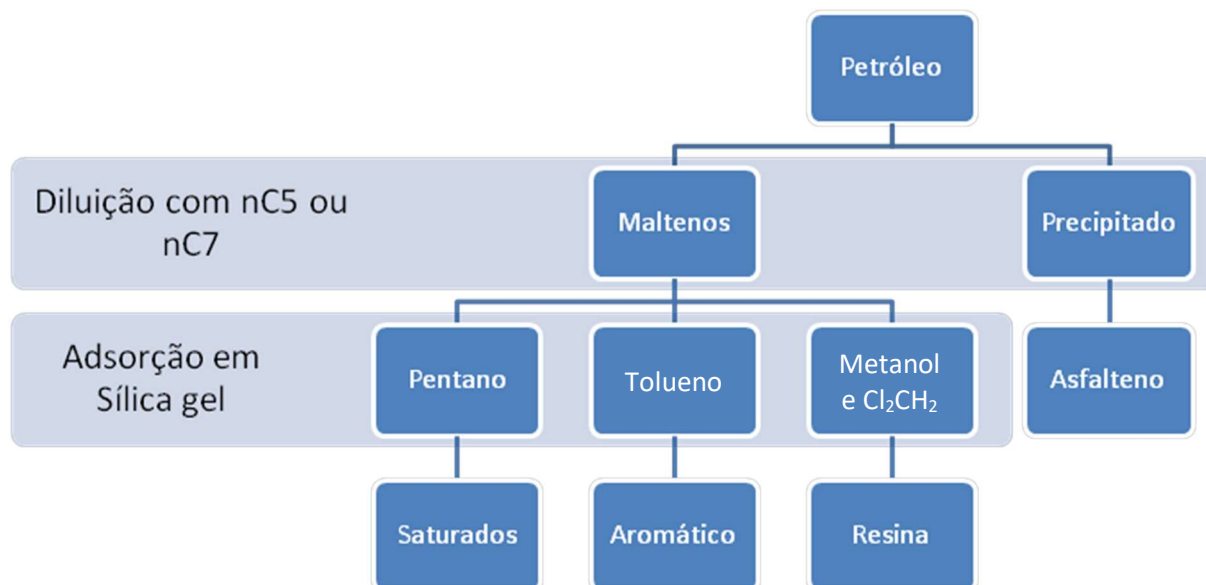 Petróleo
Diluição com nC5 ou
nC7
Maltenos
Precipitado
Adsorção em
Sílica gel
Pentano
Tolueno
Metanol
e Cl₂CH₂
Asfalteno
Saturados
Aromático
Resina